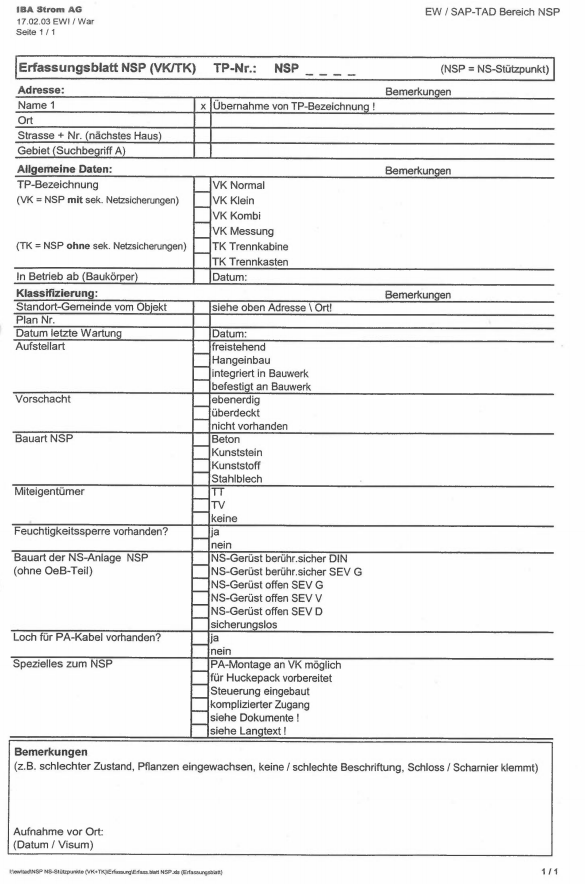 IBA Strom AG
EW / SAP-TAD Bereich NSP
17.02.03 EWI / War
Seite 1 / 1
Erfassungsblatt NSP (VK/TK) TP-Nr.: NSP _ _ _ _ (NSP = NS-Stützpunkt)
Adresse: Bemerkungen
Name 1 x Übernahme von TP-Bezeichnung !
Ort
Strasse + Nr. (nächstes Haus)
Gebiet (Suchbegriff A)
Allgemeine Daten: Bemerkungen
TP-Bezeichnung VK Normal
(VK = NSP mit sek. Netzsicherungen) VK Klein
VK Kombi
VK Messung
(TK = NSP ohne sek. Netzsicherungen) TK Trennkabine
TK Trennkasten
In Betrieb ab (Baukörper) Datum:
Klassifizierung: Bemerkungen
Standort-Gemeinde vom Objekt siehe oben Adresse \ Ort!
Plan Nr.
Datum letzte Wartung Datum:
Aufstellart freistehend
Hangeinbau
integriert in Bauwerk
befestigt an Bauwerk
Vorschacht ebenerdig
überdeckt
nicht vorhanden
Bauart NSP Beton
Kunststein
Kunststoff
Stahlblech
Miteigentümer TT
TV
keine
Feuchtigkeitssperre vorhanden? ja
nein
Bauart der NS-Anlage NSP NS-Gerüst berühr.sicher DIN
(ohne OeB-Teil) NS-Gerüst berühr.sicher SEV G
NS-Gerüst offen SEV G
NS-Gerüst offen SEV V
NS-Gerüst offen SEV D
sicherungslos
Loch für PA-Kabel vorhanden? ja
nein
Spezielles zum NSP PA-Montage an VK möglich
für Huckepack vorbereitet
Steuerung eingebaut
komplizierter Zugang
siehe Dokumente !
siehe Langtext !
Bemerkungen
(z.B. schlechter Zustand, Pflanzen eingewachsen, keine / schlechte Beschriftung, Schloss / Scharnier klemmt)
Aufnahme vor Ort:
(Datum / Visum)
NSP NS-Stützpunkte (VK+TK)\Erfassung\Erfass.blatt NSP.xls (Erfassungsblatt) 1 / 1